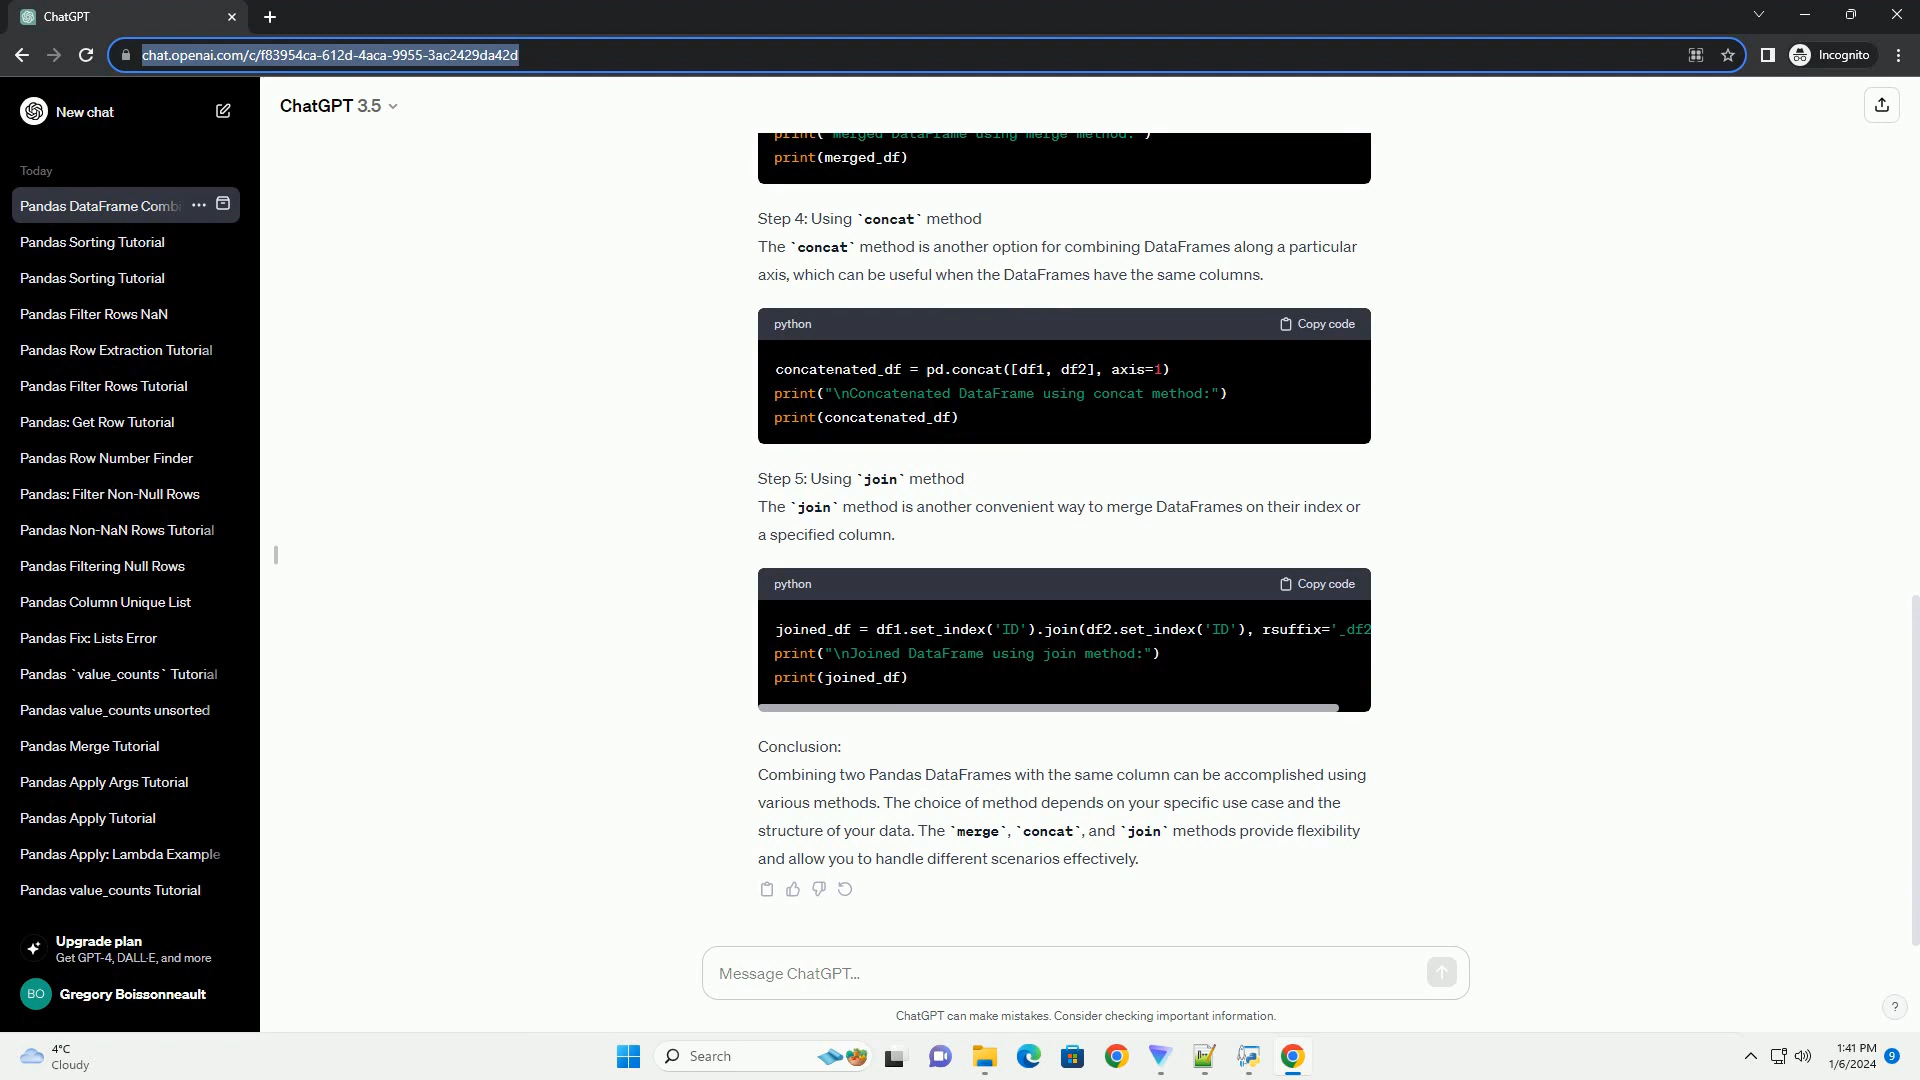 ChatGPT
chat.openai.com/c/f83954ca-612d-4aca-9955-3ac2429da42d
Incognito
New chat
Today
Pandas DataFrame Combi
Pandas Sorting Tutorial
Pandas Sorting Tutorial
Pandas Filter Rows NaN
Pandas Row Extraction Tutorial
Pandas Filter Rows Tutorial
Pandas: Get Row Tutorial
Pandas Row Number Finder
Pandas: Filter Non-Null Rows
Pandas Non-NaN Rows Tutorial
Pandas Filtering Null Rows
Pandas Column Unique List
Pandas Fix: Lists Error
Pandas `value_counts` Tutorial
Pandas value_counts unsorted
Pandas Merge Tutorial
Pandas Apply Args Tutorial
Pandas Apply Tutorial
Pandas Apply: Lambda Example
Pandas value_counts Tutorial
Upgrade plan
Get GPT-4, DALL·E, and more
BO Gregory Boissonneault
ChatGPT 3.5
print("Merged DataFrame using merge method:")
print(merged_df)
Step 4: Using `concat` method
The `concat` method is another option for combining DataFrames along a particular
axis, which can be useful when the DataFrames have the same columns.
python Copy code
concatenated_df = pd.concat([df1, df2], axis=1)
print("\nConcatenated DataFrame using concat method:")
print(concatenated_df)
Step 5: Using `join` method
The `join` method is another convenient way to merge DataFrames on their index or
a specified column.
python Copy code
joined_df = df1.set_index('ID').join(df2.set_index('ID'), rsuffix='_df2
print("\nJoined DataFrame using join method:")
print(joined_df)
Conclusion:
Combining two Pandas DataFrames with the same column can be accomplished using
various methods. The choice of method depends on your specific use case and the
structure of your data. The `merge`, `concat`, and `join` methods provide flexibility
and allow you to handle different scenarios effectively.
Message ChatGPT...
ChatGPT can make mistakes. Consider checking important information.
?
4°C
Cloudy
Search
1:41 PM
1/6/2024
9